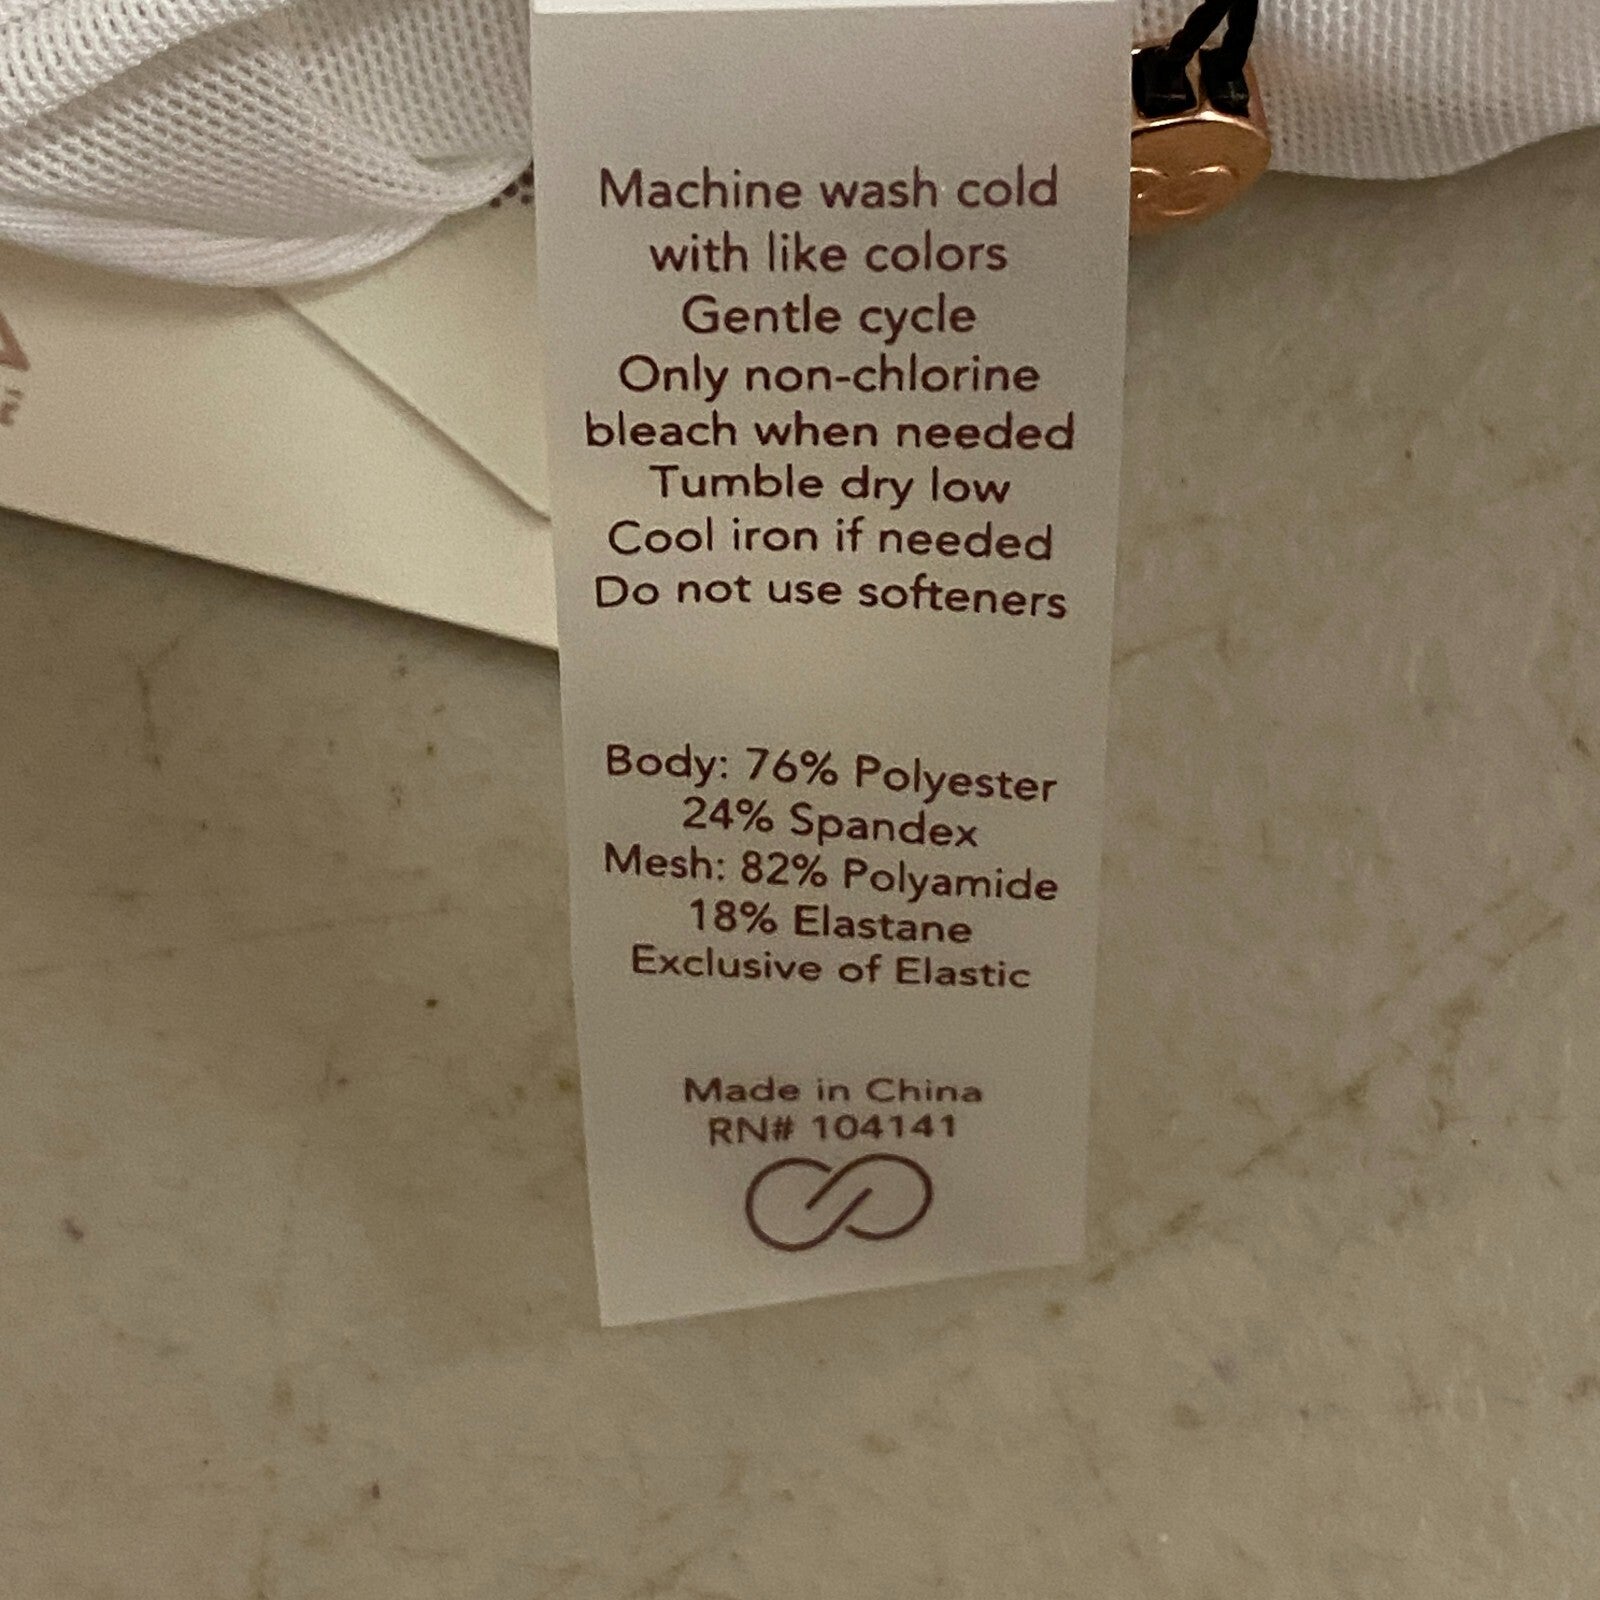 Machine wash cold
with like colors
Gentle cycle
Only non-chlorine
bleach when needed
Tumble dry low
Cool iron if needed
Do not use softeners
Body: 76% Polyester
24% Spandex
Mesh: 82% Polyamide
18% Elastane
Exclusive of Elastic
Made in China
RN# 104141